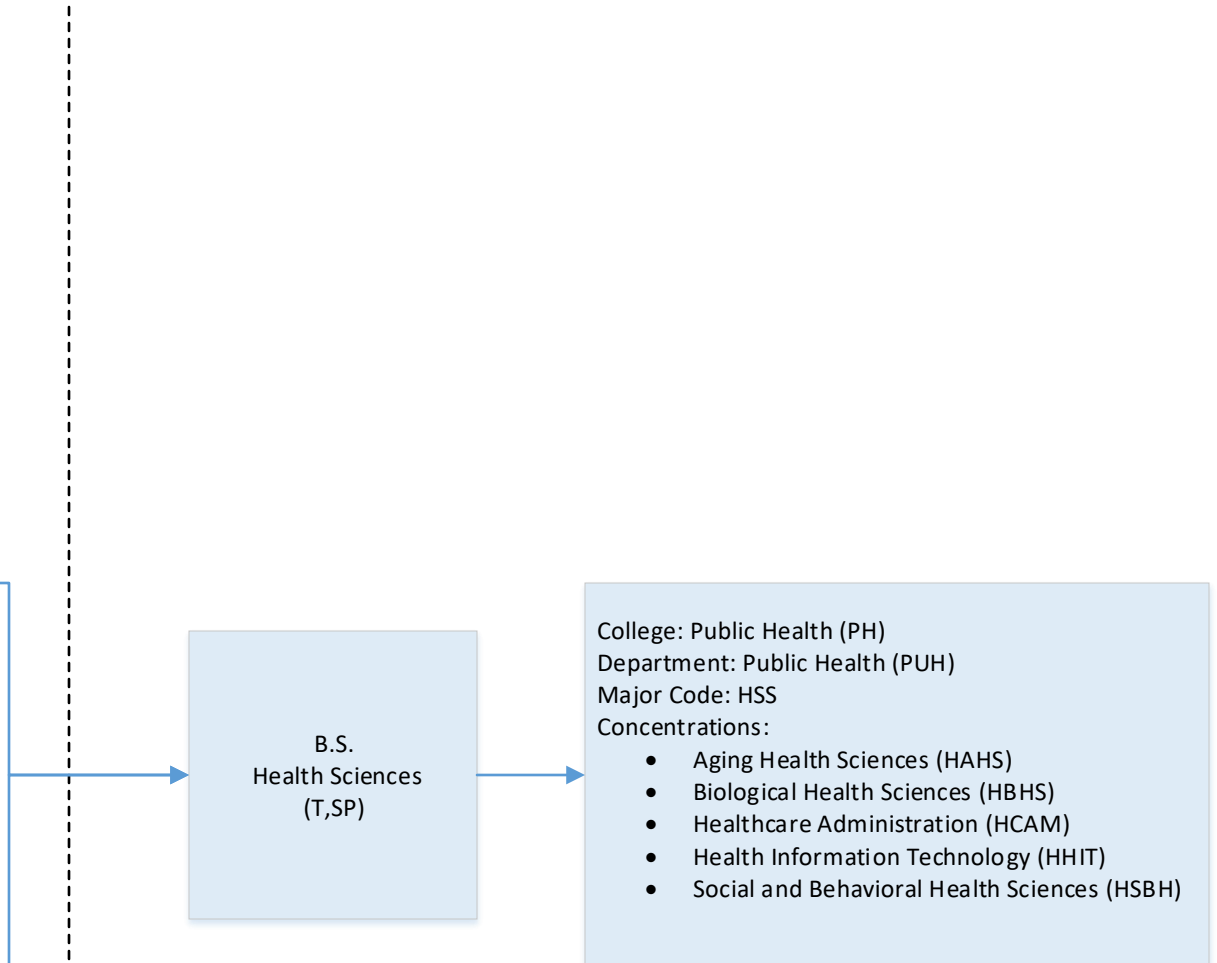 B.S.
Health Sciences
(T,SP)
College: Public Health (PH)
Department: Public Health (PUH)
Major Code: HSS
Concentrations:
• Aging Health Sciences (HAHS)
• Biological Health Sciences (HBHS)
• Healthcare Administration (HCAM)
• Health Information Technology (HHIT)
• Social and Behavioral Health Sciences (HSBH)